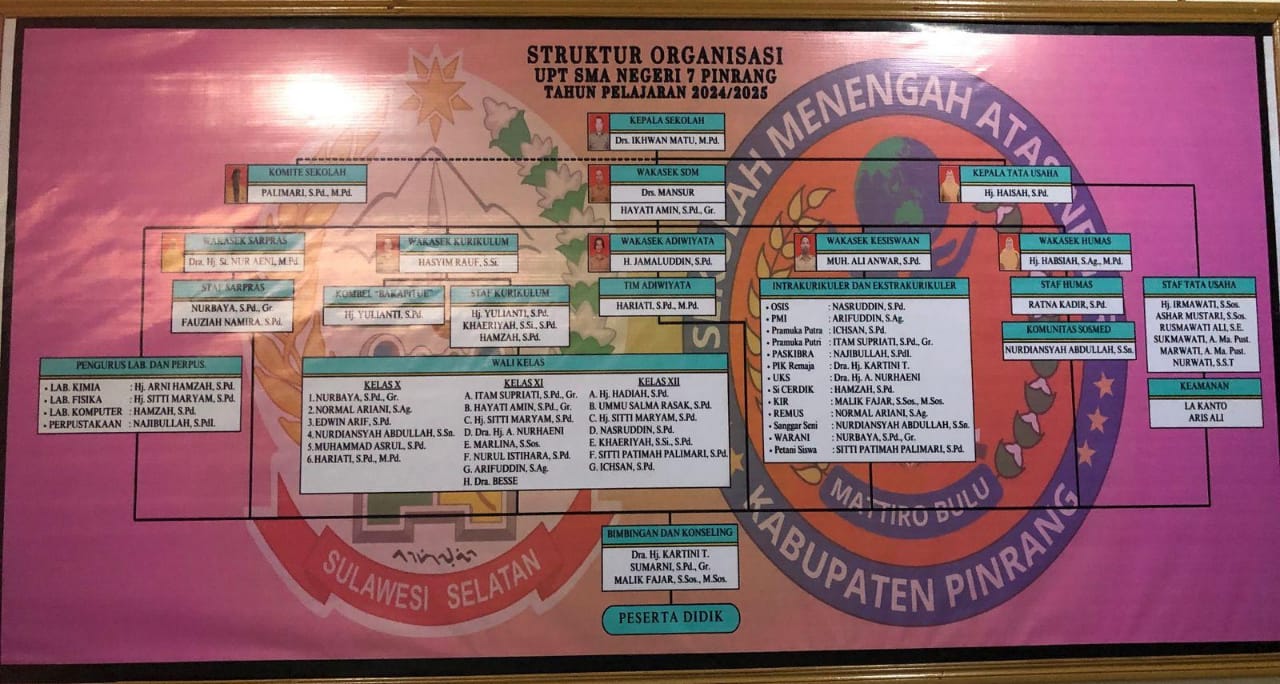 STRUKTUR ORGANISASI
UPT SMA NEGERI 7 PINRANG
TAHUN PELAJARAN 2024/2025
KEPALA SEKOLAH
Drs. IKHWAN MATU, M.Pd.
KOMITE SEKOLAH
PALIMARI, S.Pd., M.Pd.
WAKASEK SDM
Drs. MANSUR
HAYATI AMIN, S.Pd., Gr.
KEPALA TATA USAHA
Hj. HAISAH, S.Pd.
WAKASEK SARPRAS
Dra. Hj. St. NUR AENI, M.Pd.
WAKASEK KURIKULUM
HASYIM RAUF, S.Si.
WAKASEK ADIWIYATA
H. JAMALUDDIN, S.Pd.
WAKASEK KESISWAAN
MUH. ALI ANWAR, S.Pd.
WAKASEK HUMAS
Hj. HABSIAH, S.Ag., M.Pd.
STAF SARPRAS
NURBAYA, S.Pd., Gr.
FAUZIAH NAMIRA, S.Pd.
KOMBEL "BAKAPITUE"
Hj. YULIANTI, S.Pd.
STAF KURIKULUM
Hj. YULIANTI, S.Pd.
KHAERIYAH, S.Si., S.Pd.
HAMZAH, S.Pd.
TIM ADIWIYATA
HARIATI, S.Pd., M.Pd.
INTRAKURIKULER DAN EKSTRAKURIKULER
• OSIS : NASRUDDIN, S.Pd.
• PMI : ARIFUDDIN, S.Ag.
• Pramuka Putra : ICHSAN, S.Pd.
• Pramuka Putri : ITAM SUPRIATI, S.Pd., Gr.
• PASKIBRA : NAJIBULLAH, S.PdI.
• PIK Remaja : Dra. Hj. KARTINI T.
• UKS : Dra. Hj. A. NURHAENI
• Si CERDIK : HAMZAH, S.Pd.
• KIR : MALIK FAJAR, S.Sos., M.Sos.
• REMUS : NORMAL ARIANI, S.Ag.
• Sanggar Seni : NURDIANSYAH ABDULLAH, S.Sn.
• WARANI : NURBAYA, S.Pd., Gr.
• Petani Siswa : SITTI PATIMAH PALIMARI, S.Pd.
STAF HUMAS
RATNA KADIR, S.Pd.
KOMUNITAS SOSMED
NURDIANSYAH ABDULLAH, S.Sn.
STAF TATA USAHA
Hj. IRMAWATI, S.Sos.
ASHAR MUSTARI, S.Sos.
RUSMAWATI ALI, S.E.
SUKMAWATI, A. Ma. Pust.
MARWATI, A. Ma. Pust.
NURWATI, S.S.T
KEAMANAN
LA KANTO
ARIS ALI
PENGURUS LAB. DAN PERPUS.
• LAB. KIMIA : Hj. ARNI HAMZAH, S.Pd.
• LAB. FISIKA : Hj. SITTI MARYAM, S.Pd.
• LAB. KOMPUTER : HAMZAH, S.Pd.
• PERPUSTAKAAN : NAJIBULLAH, S.PdI.
WALI KELAS
KELAS X
1. NURBAYA, S.Pd., Gr.
2. NORMAL ARIANI, S.Ag.
3. EDWIN ARIF, S.Pd.
4. NURDIANSYAH ABDULLAH, S.Sn.
5. MUHAMMAD ASRUL, S.Pd.
6. HARIATI, S.Pd., M.Pd.
KELAS XI
A. ITAM SUPRIATI, S.Pd., Gr.
B. HAYATI AMIN, S.Pd., Gr.
C. Hj. SITTI MARYAM, S.Pd.
D. Dra. Hj. A. NURHAENI
E. MARLINA, S.Sos.
F. NURUL ISTIHARA, S.Pd.
G. ARIFUDDIN, S.Ag.
H. Dra. BESSE
KELAS XII
A. Hj. HADIAH, S.Pd.
B. UMMU SALMA RASAK, S.Pd.
C. Hj. SITTI MARYAM, S.Pd.
D. NASRUDDIN, S.Pd.
E. KHAERIYAH, S.Si., S.Pd.
F. SITTI PATIMAH PALIMARI, S.Pd.
G. ICHSAN, S.Pd.
BIMBINGAN DAN KONSELING
Dra. Hj. KARTINI T.
SUMARNI, S.Pd., Gr.
MALIK FAJAR, S.Sos., M.Sos.
PESERTA DIDIK
SULAWESI SELATAN
MENENGAH ATAS
MATTIRO BULU
KABUPATEN PINRANG